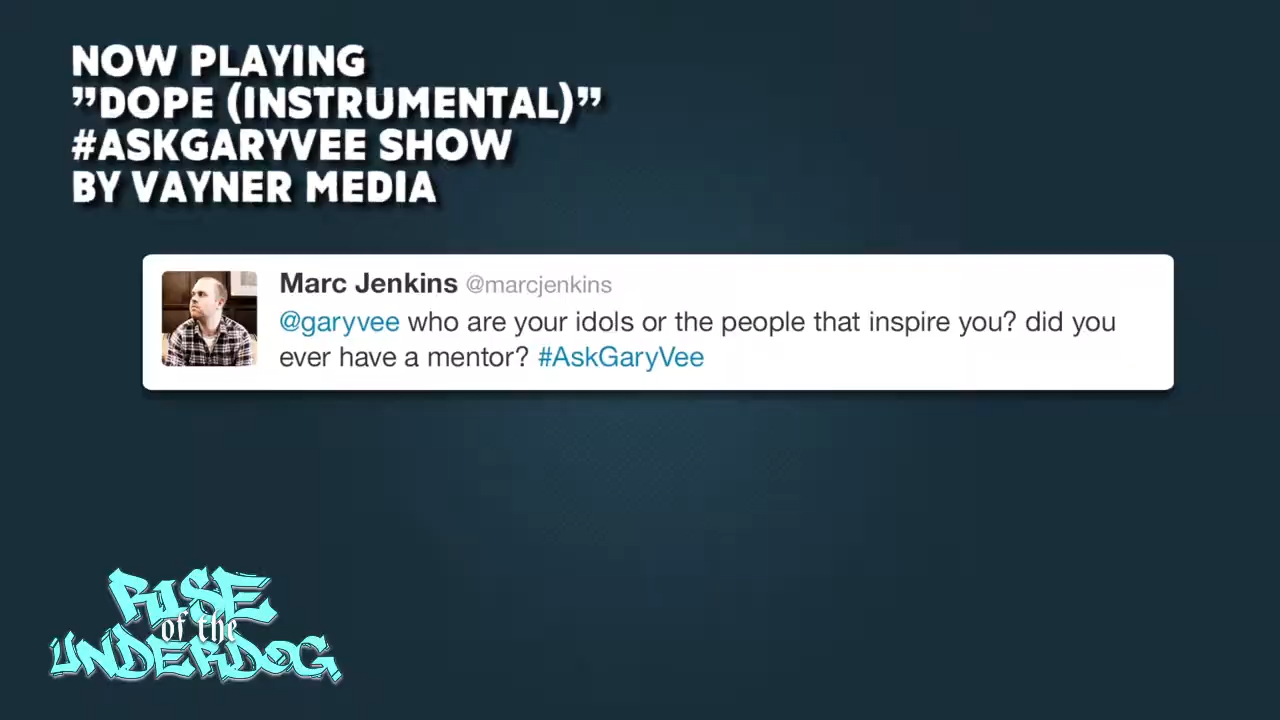 NOW PLAYING
”DOPE (INSTRUMENTAL)”
#ASKGARYVEE SHOW
BY VAYNER MEDIA
Marc Jenkins @marcjenkins
@garyvee who are your idols or the people that inspire you? did you
ever have a mentor? #AskGaryVee
RISE
of the
UNDERDOG